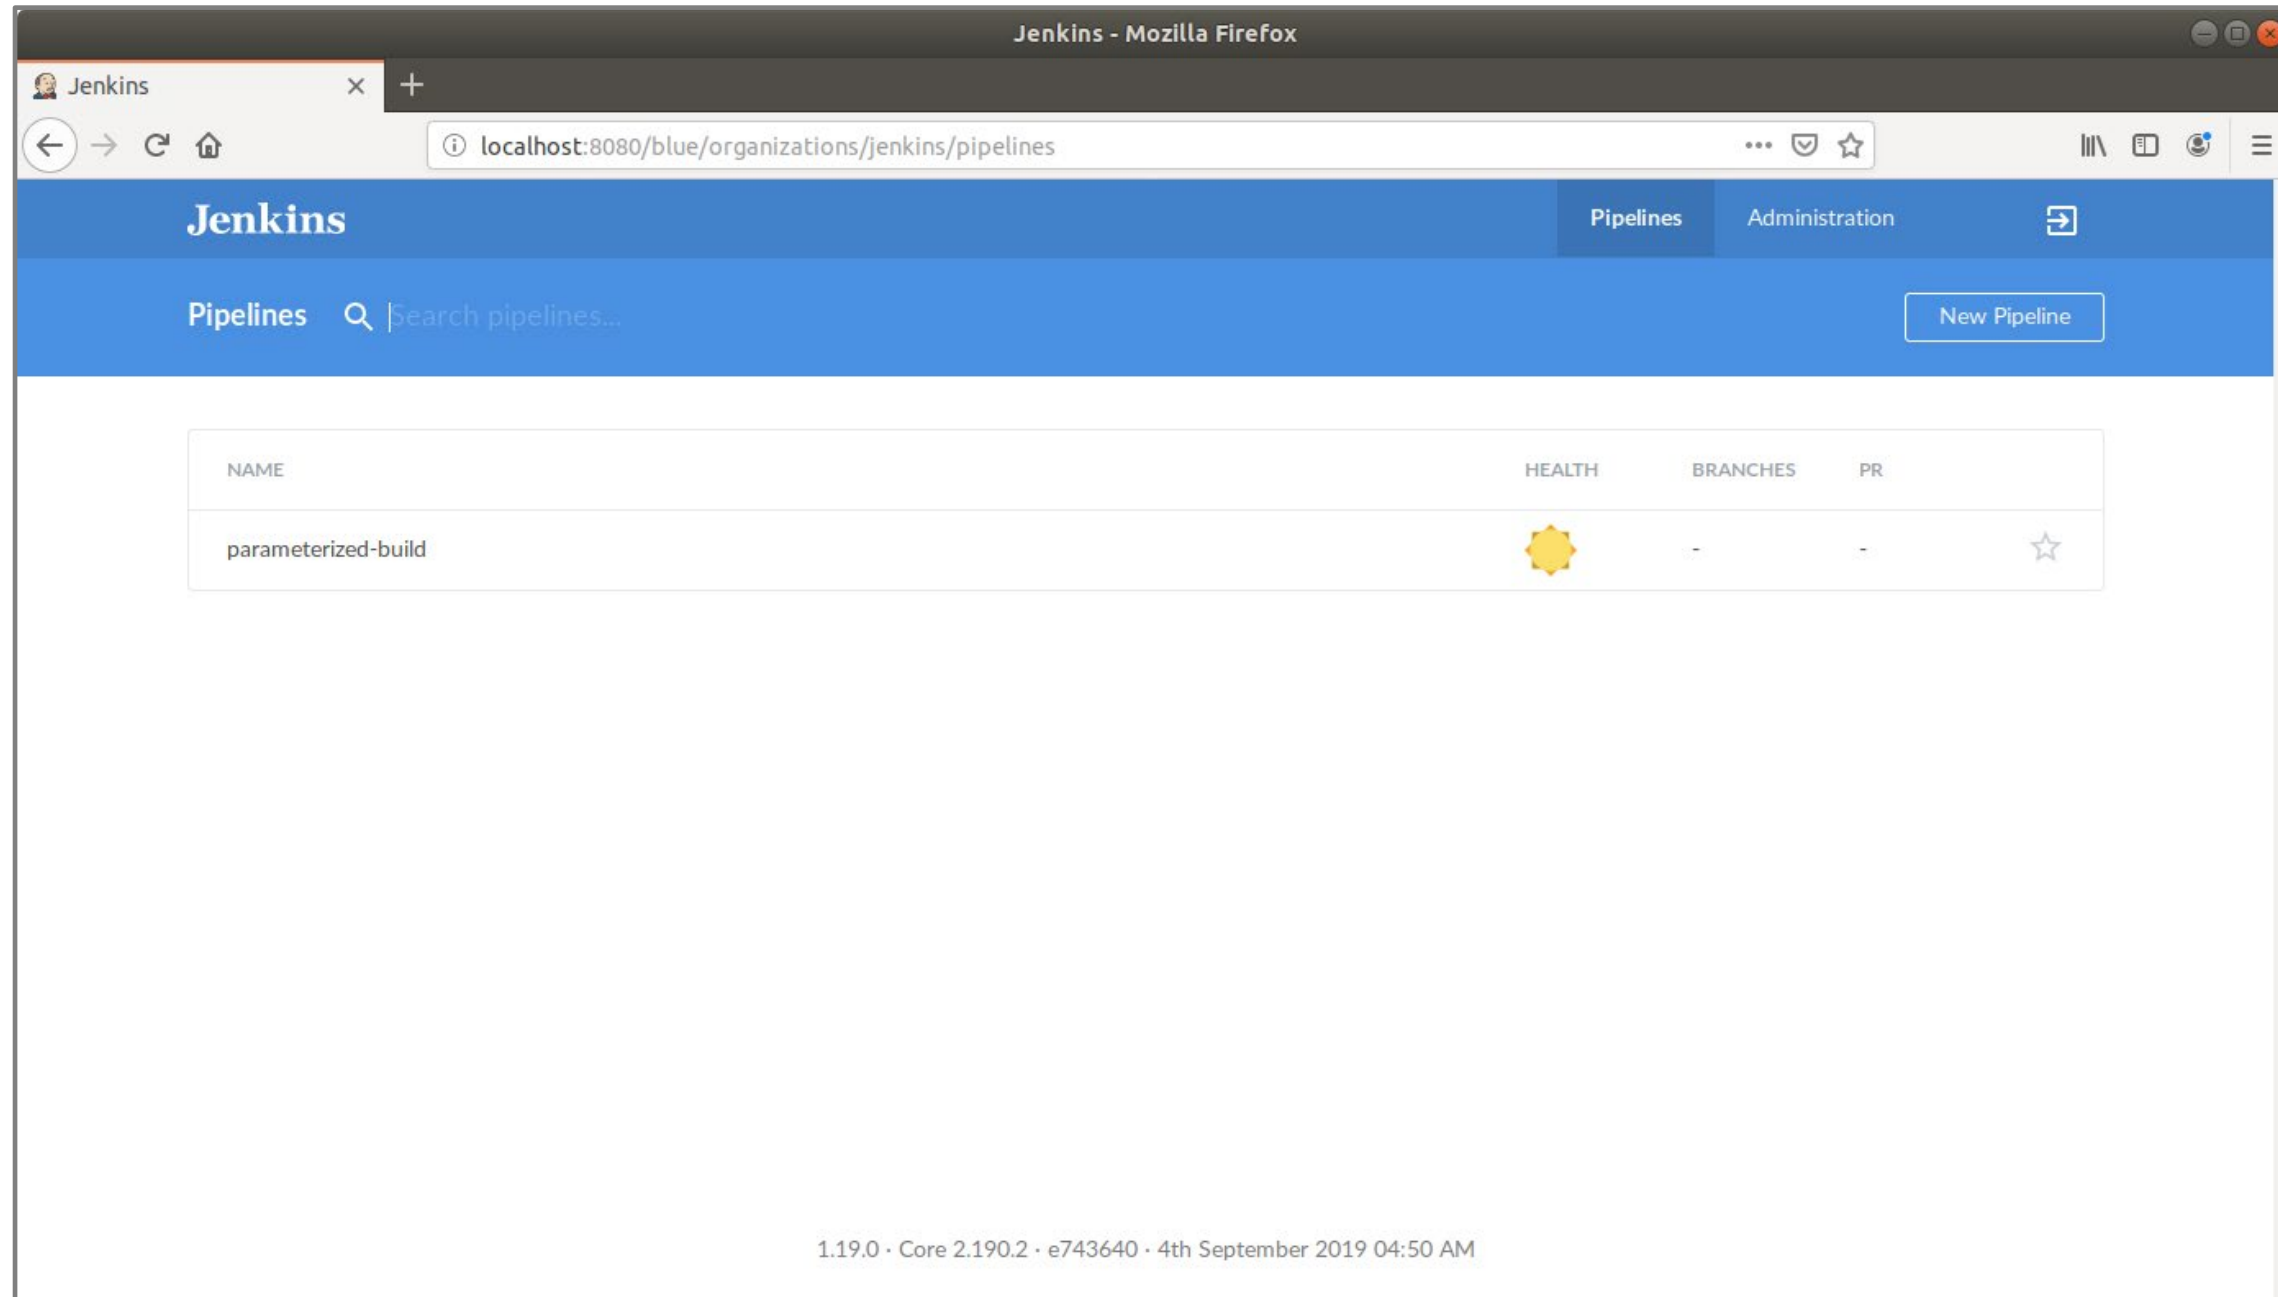 Jenkins - Mozilla Firefox
Jenkins
localhost:8080/blue/organizations/jenkins/pipelines
Jenkins Pipelines Administration
Pipelines Search pipelines... New Pipeline
NAME HEALTH BRANCHES PR
parameterized-build - -
1.19.0 · Core 2.190.2 · e743640 · 4th September 2019 04:50 AM